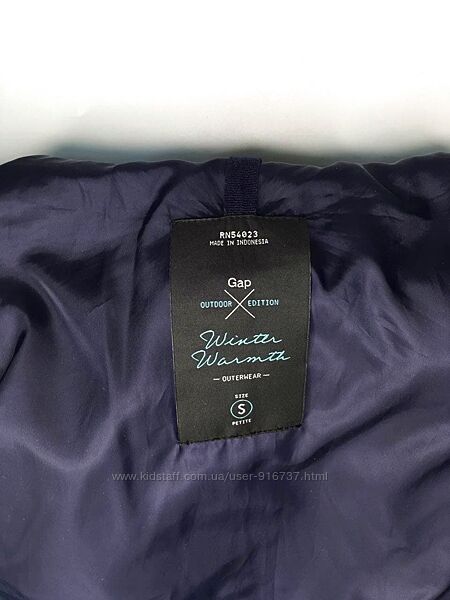 RN54023
MADE IN INDONESIA
Gap
OUTDOOR EDITION
Winter
Warmth
— OUTERWEAR —
SIZE
S
PETITE
www.kidstaff.com.ua/user-916737.html